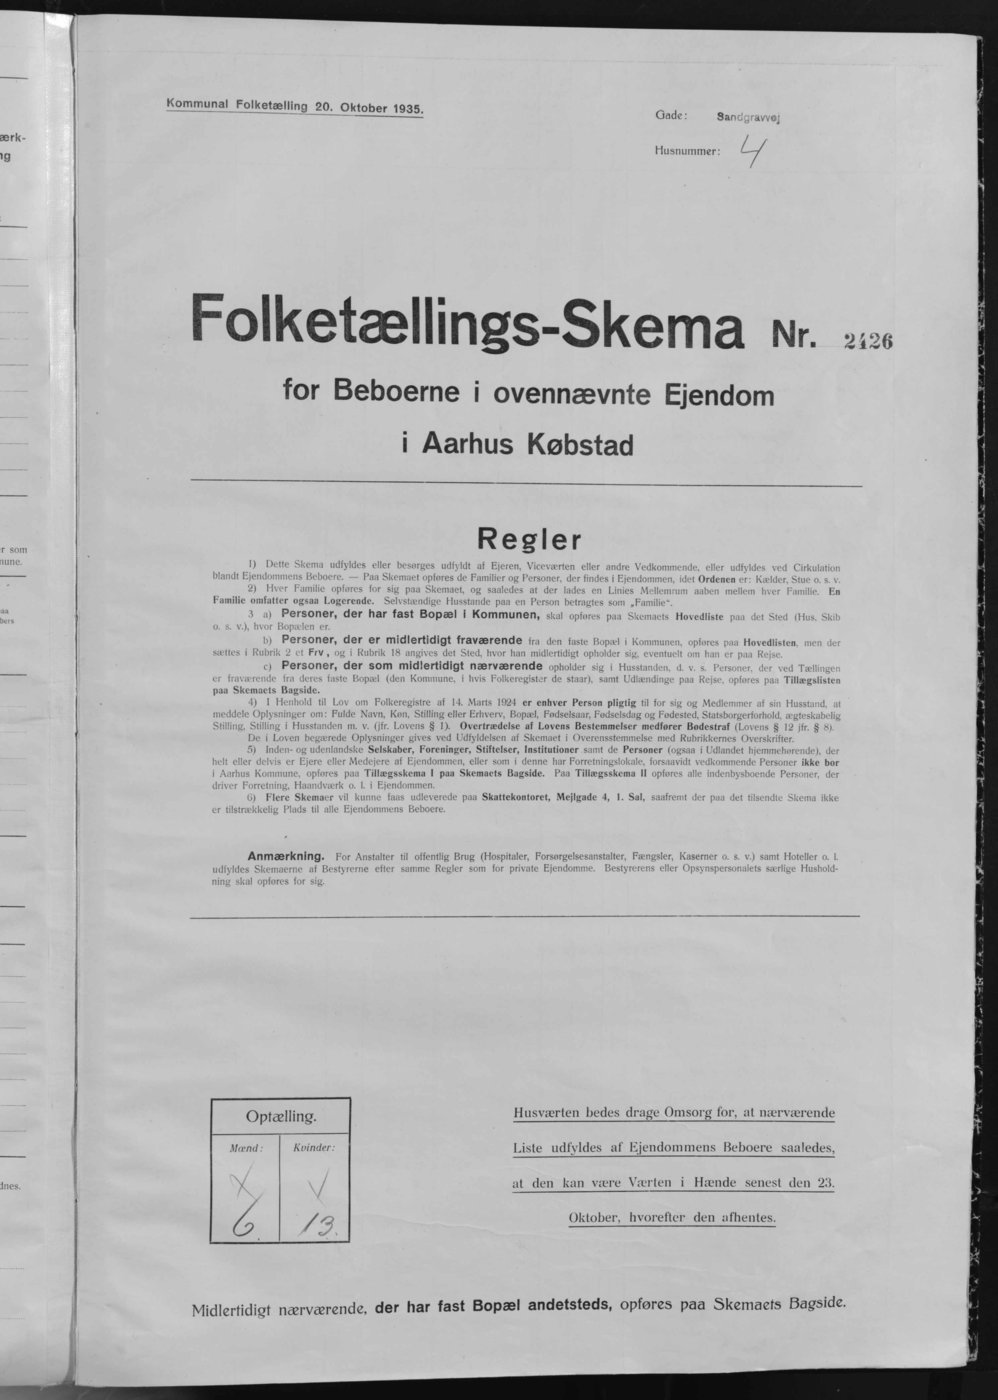 Kommunal Folketælling 20. Oktober 1935.
Gade: Sandgravvej
Husnummer: 4
Folketællings-Skema Nr. 2426
for Beboerne i ovennævnte Ejendom
i Aarhus Købstad
Regler
1) Dette Skema udfyldes eller besørges udfyldt af Ejeren, Viceværten eller andre Vedkommende, eller udfyldes ved Cirkulation
blandt Ejendommens Beboere. — Paa Skemaet opføres de Familier og Personer, der findes i Ejendommen, idet Ordenen er: Kælder, Stue o. s. v.
2) Hver Familie opføres for sig paa Skemaet, og saaledes at der lades en Linies Mellemrum aaben mellem hver Familie. En
Familie omfatter ogsaa Logerende. Selvstændige Husstande paa en Person betragtes som „Familie“.
3 a) Personer, der har fast Bopæl i Kommunen, skal opføres paa Skemaets Hovedliste paa det Sted (Hus, Skib
o. s. v.), hvor Bopælen er.
b) Personer, der er midlertidigt fraværende fra den faste Bopæl i Kommunen, opføres paa Hovedlisten, men der
sættes i Rubrik 2 et Frv, og i Rubrik 18 angives det Sted, hvor han midlertidigt opholder sig, eventuelt om han er paa Rejse.
c) Personer, der som midlertidigt nærværende opholder sig i Husstanden, d. v. s. Personer, der ved Tællingen
er fraværende fra deres faste Bopæl (den Kommune, i hvis Folkeregister de staar), samt Udlændinge paa Rejse, opføres paa Tillægslisten
paa Skemaets Bagside.
4) I Henhold til Lov om Folkeregistre af 14. Marts 1924 er enhver Person pligtig til for sig og Medlemmer af sin Husstand, at
meddele Oplysninger om: Fulde Navn, Køn, Stilling eller Erhverv, Bopæl, Fødselsaar, Fødselsdag og Fødested, Statsborgerforhold, ægteskabelig
Stilling, Stilling i Husstanden m. v. (jfr. Lovens § 1). Overtrædelse af Lovens Bestemmelser medfører Bødestraf (Lovens § 12 jfr. § 8).
De i Loven begærede Oplysninger gives ved Udfyldelsen af Skemaet i Overensstemmelse med Rubrikkernes Overskrifter.
5) Inden- og udenlandske Selskaber, Foreninger, Stiftelser, Institutioner samt de Personer (ogsaa i Udlandet hjemmehørende), der
helt eller delvis er Ejere eller Medejere af Ejendommen, eller som i denne har Forretningslokale, forsaavidt vedkommende Personer ikke bor
i Aarhus Kommune, opføres paa Tillægsskema I paa Skemaets Bagside. Paa Tillægsskema II opføres alle indenbysboende Personer, der
driver Forretning, Haandværk o. l. i Ejendommen.
6) Flere Skemaer vil kunne faas udleverede paa Skattekontoret, Mejlgade 4, 1. Sal, saafremt der paa det tilsendte Skema ikke
er tilstrækkelig Plads til alle Ejendommens Beboere.
Anmærkning. For Anstalter til offentlig Brug (Hospitaler, Forsørgelsesanstalter, Fængsler, Kaserner o. s. v.) samt Hoteller o. l.
udfyldes Skemaerne af Bestyrerne efter samme Regler som for private Ejendomme. Bestyrerens eller Opsynspersonalets særlige Hushold-
ning skal opføres for sig.
Optælling.
Mænd: Kvinder:
6. 13.
Husværten bedes drage Omsorg for, at nærværende
Liste udfyldes af Ejendommens Beboere saaledes,
at den kan være Værten i Hænde senest den 23.
Oktober, hvorefter den afhentes.
Midlertidigt nærværende, der har fast Bopæl andetsteds, opføres paa Skemaets Bagside.